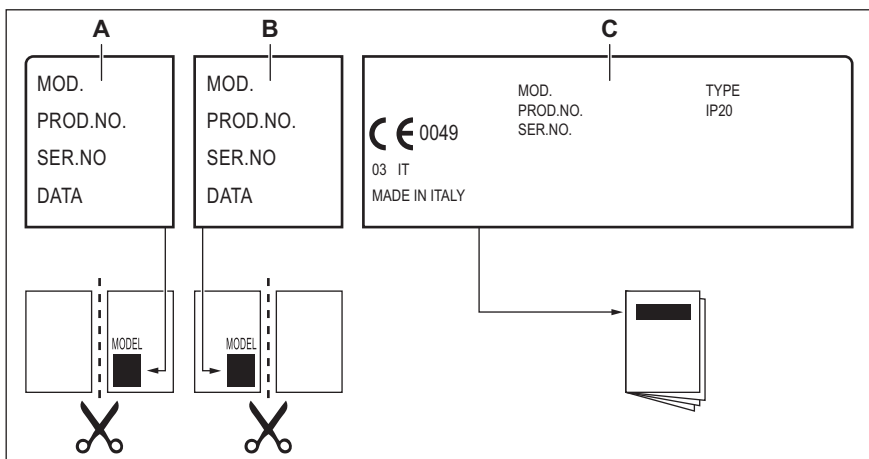 A
B
C
MOD.
PROD.NO.
SER.NO
DATA
MOD.
PROD.NO.
SER.NO
DATA
MOD.
PROD.NO.
SER.NO.
TYPE
IP20
CE 0049
03 IT
MADE IN ITALY
MODEL
MODEL